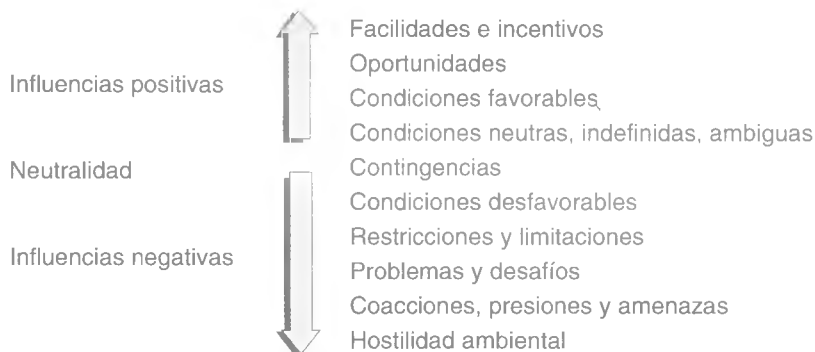 Facilidades e incentivos
Oportunidades
Influencias positivas
Condiciones favorables
Condiciones neutras, indefinidas, ambiguas
Neutralidad
Contingencias
Condiciones desfavorables
Restricciones y limitaciones
Influencias negativas
Problemas y desafíos
Coacciones, presiones y amenazas
Hostilidad ambiental